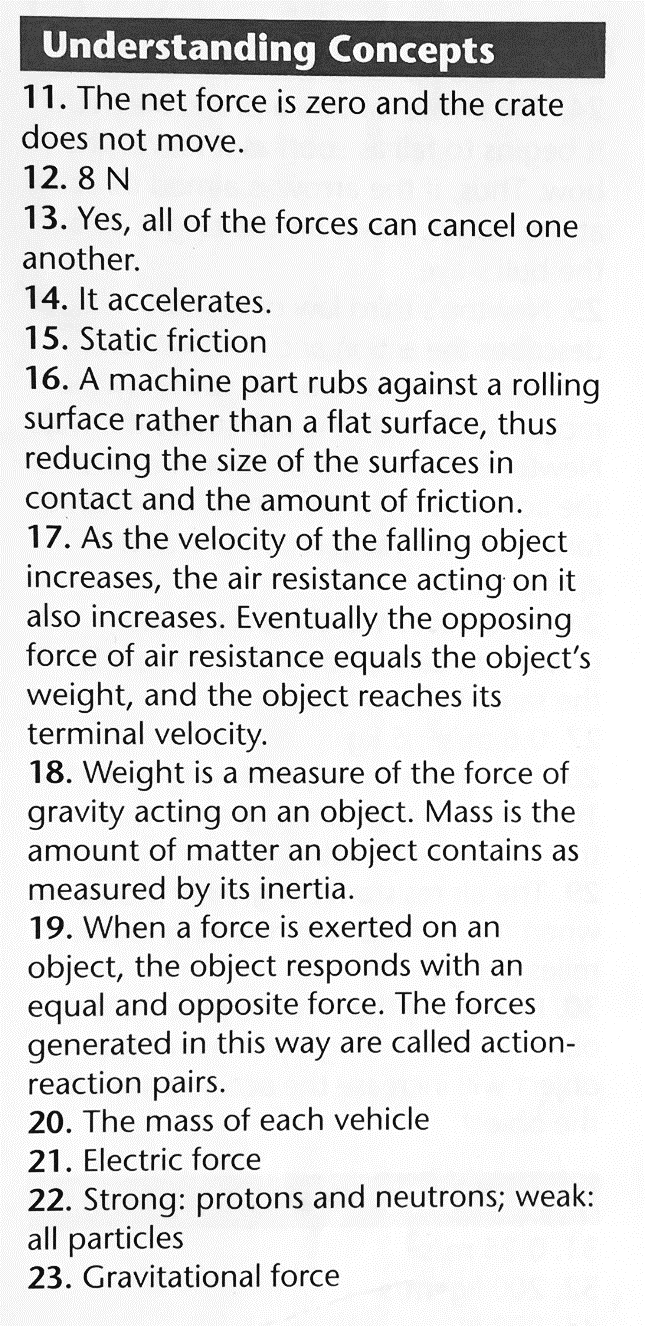 Understanding Concepts
11. The net force is zero and the crate
does not move.
12. 8 N
13. Yes, all of the forces can cancel one
another.
14. It accelerates.
15. Static friction
16. A machine part rubs against a rolling
surface rather than a flat surface, thus
reducing the size of the surfaces in
contact and the amount of friction.
17. As the velocity of the falling object
increases, the air resistance acting on it
also increases. Eventually the opposing
force of air resistance equals the object's
weight, and the object reaches its
terminal velocity.
18. Weight is a measure of the force of
gravity acting on an object. Mass is the
amount of matter an object contains as
measured by its inertia.
19. When a force is exerted on an
object, the object responds with an
equal and opposite force. The forces
generated in this way are called action-
reaction pairs.
20. The mass of each vehicle
21. Electric force
22. Strong: protons and neutrons; weak:
all particles
23. Gravitational force